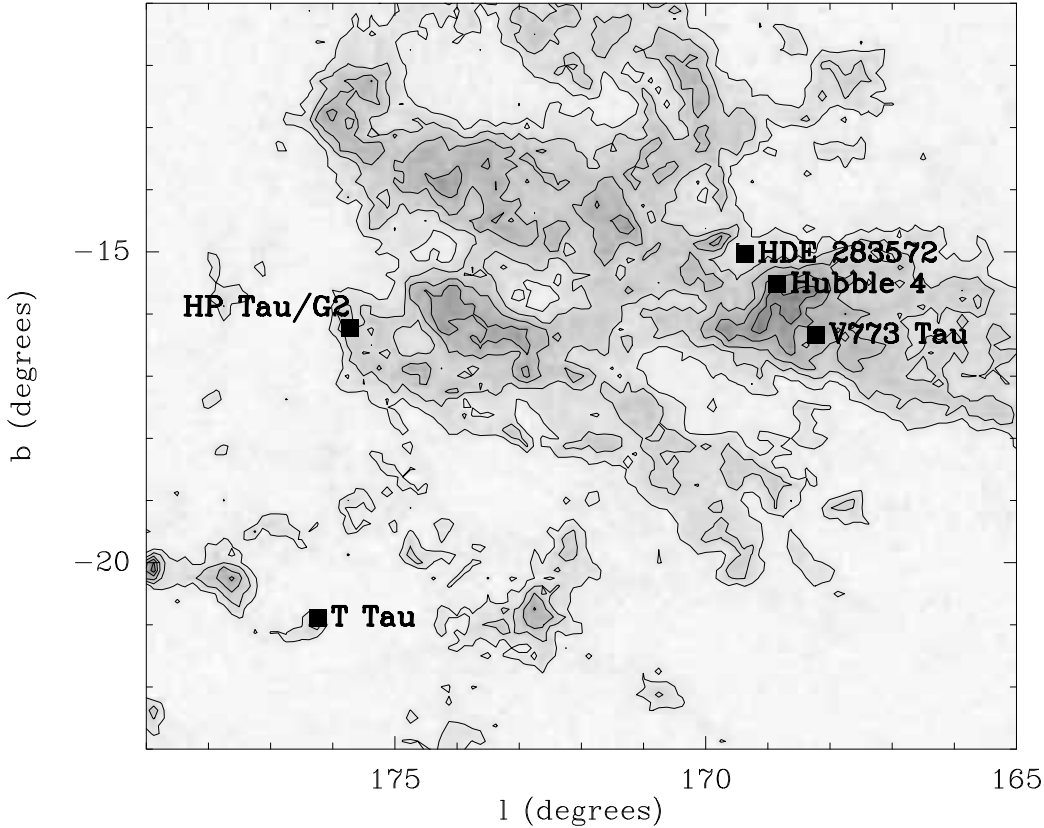 −15
HDE 283572
Hubble 4
HP Tau/G2
V773 Tau
−20
T Tau
175
170
165
l (degrees)
b (degrees)